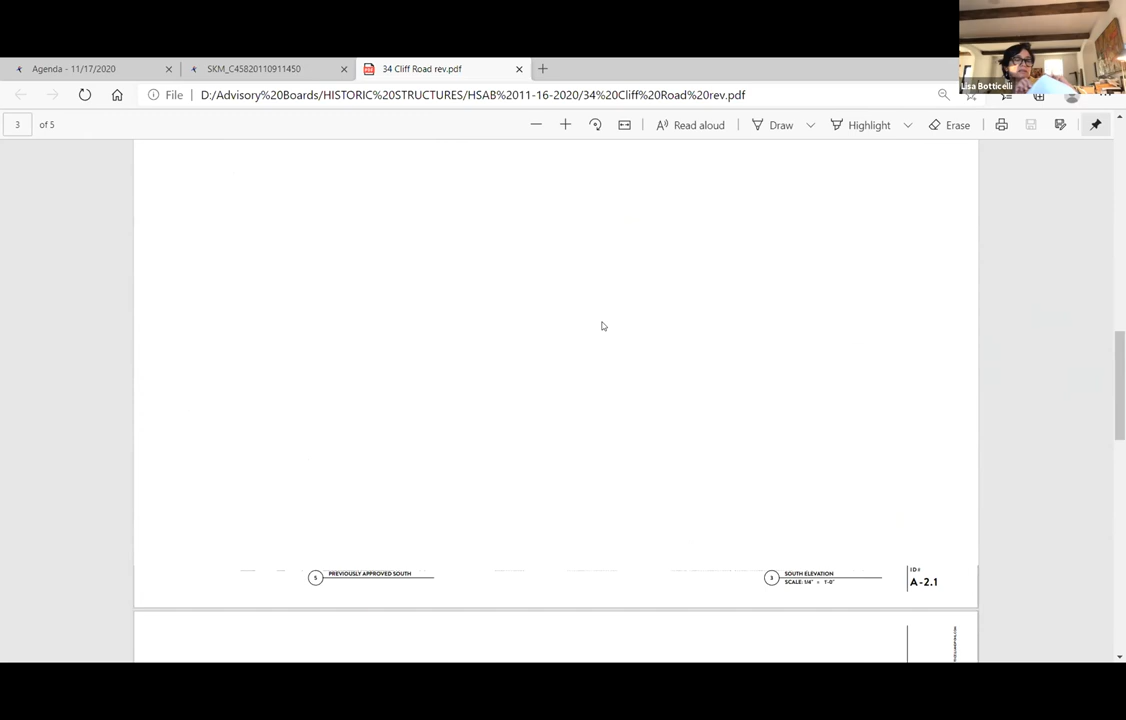 Agenda - 11/17/2020
SKM_C45820110911450
34 Cliff Road rev.pdf
Lisa Botticelli
File
D:/Advisory%20Boards/HISTORIC%20STRUCTURES/HSAB%2011-16-2020/34%20Cliff%20Road%20rev.pdf
3
of 5
Read aloud
Draw
Highlight
Erase
5
PREVIOUSLY APPROVED SOUTH
3
SOUTH ELEVATION
SCALE: 1/4" = 1'-0"
ID#
A-2.1